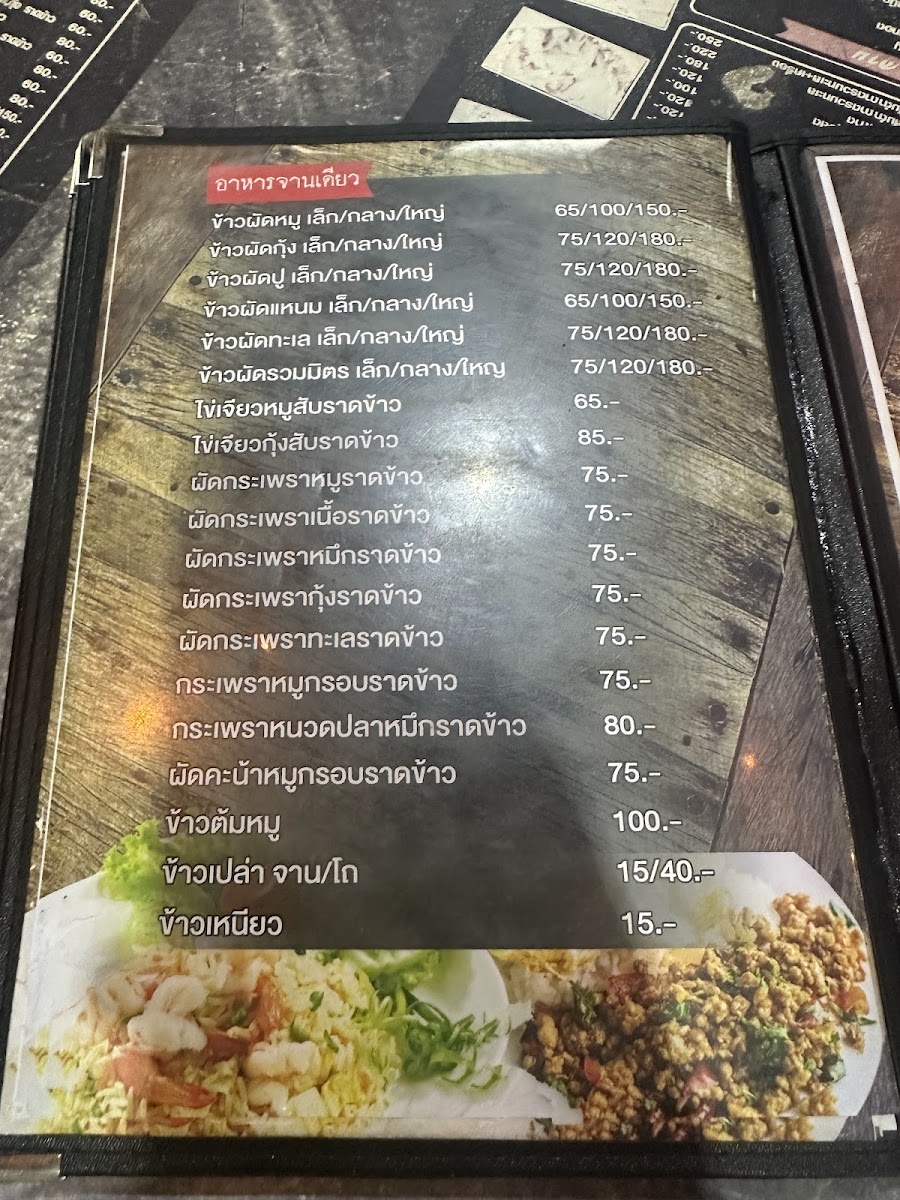 อาหารจานเดียว
ข้าวผัดหมู เล็ก/กลาง/ใหญ่ 65/100/150.-
ข้าวผัดกุ้ง เล็ก/กลาง/ใหญ่ 75/120/180.-
ข้าวผัดปู เล็ก/กลาง/ใหญ่ 75/120/180.-
ข้าวผัดแหนม เล็ก/กลาง/ใหญ่ 65/100/150.-
ข้าวผัดทะเล เล็ก/กลาง/ใหญ่ 75/120/180.-
ข้าวผัดรวมมิตร เล็ก/กลาง/ใหญ 75/120/180.-
ไข่เจียวหมูสับราดข้าว 65.-
ไข่เจียวกุ้งสับราดข้าว 85.-
ผัดกระเพราหมูราดข้าว 75.-
ผัดกระเพราเนื้อราดข้าว 75.-
ผัดกระเพราหมึกราดข้าว 75.-
ผัดกระเพรากุ้งราดข้าว 75.-
ผัดกระเพราทะเลราดข้าว 75.-
กระเพราหมูกรอบราดข้าว 75.-
กระเพราหนวดปลาหมึกราดข้าว 80.-
ผัดคะน้าหมูกรอบราดข้าว 75.-
ข้าวต้มหมู 100.-
ข้าวเปล่า จาน/โถ 15/40.-
ข้าวเหนียว 15.-